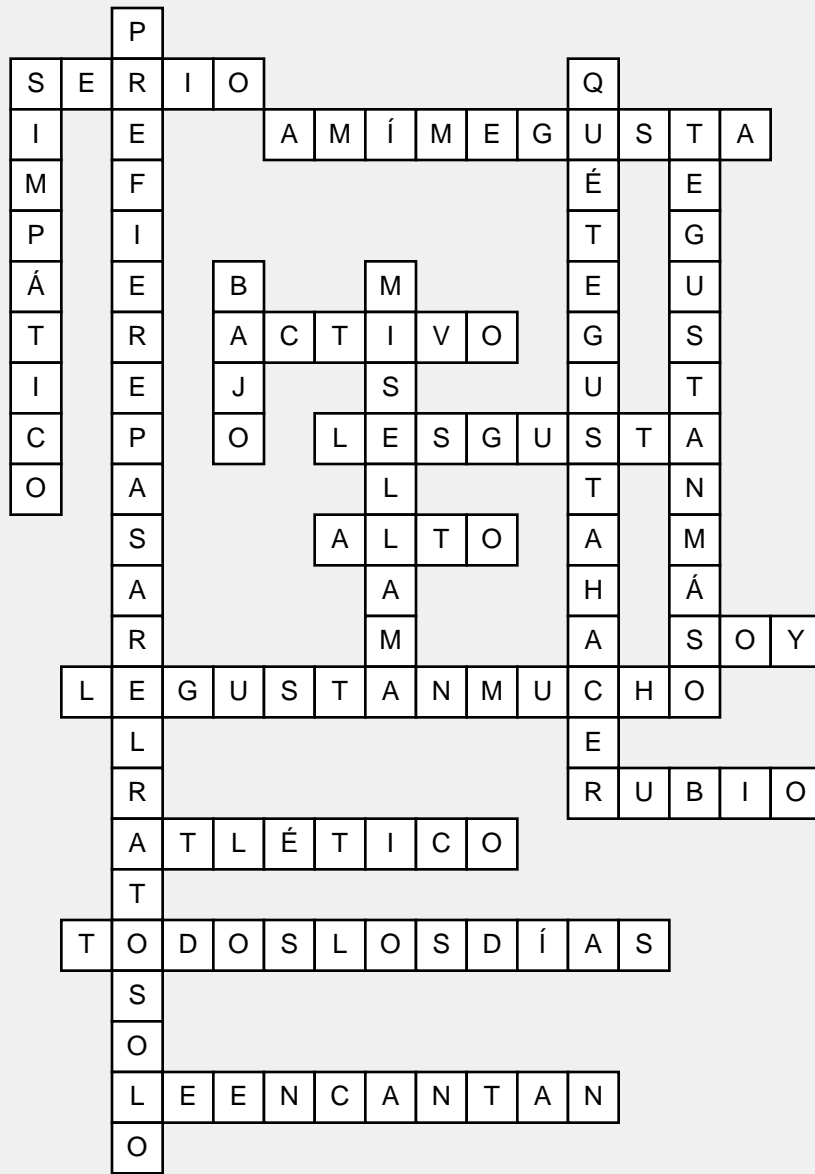 P
S E R I O Q
I E A M Í M E G U S T A
M F É E
P I T G
Á E B M E U
T R A C T I V O G S
I E J S U T
C P O L E S G U S T A
O A L T N
S A L T O A M
A A H Á
R M A S O Y
L E G U S T A N M U C H O
L E
R R U B I O
A T L É T I C O
T
T O D O S L O S D Í A S
S
O
L E E N C A N T A N
O